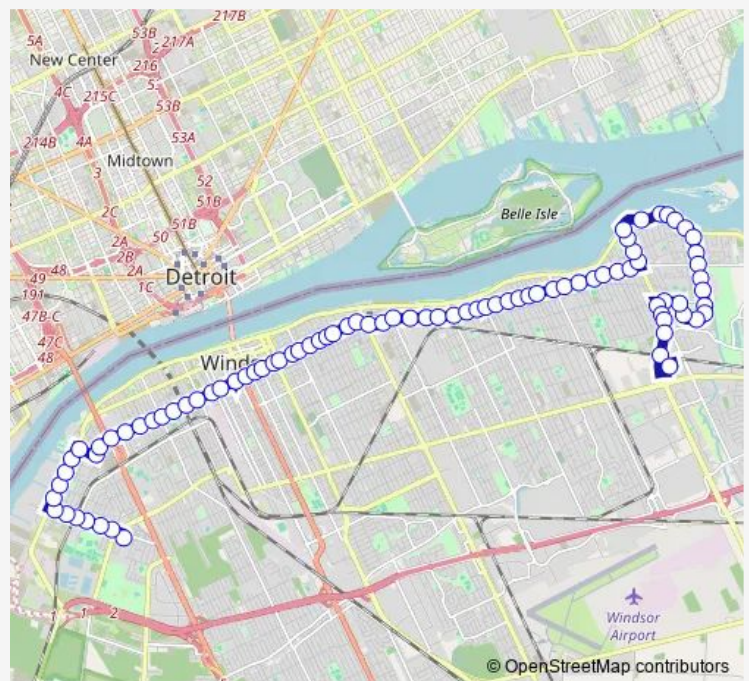 217B
5A
53B
217A
New Center
216
4C
215C
53B
214B
4A
53A
Midtown
3
52
2C
51B
51B
50
2A
2B
2A
Belle Isle
49
48
Detroit
191
1C
47B-C
47C
48
Winds
Windsor
Airport
1
1
2
© OpenStreetMap contributors